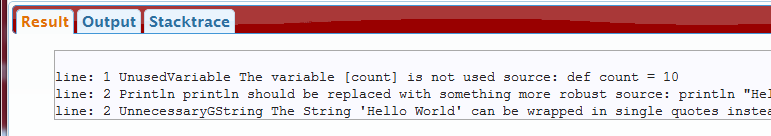 Result Output Stacktrace
line: 1 UnusedVariable The variable [count] is not used source: def count = 10
line: 2 Println println should be replaced with something more robust source: println "Hel
line: 2 UnnecessaryGString The String 'Hello World' can be wrapped in single quotes instea